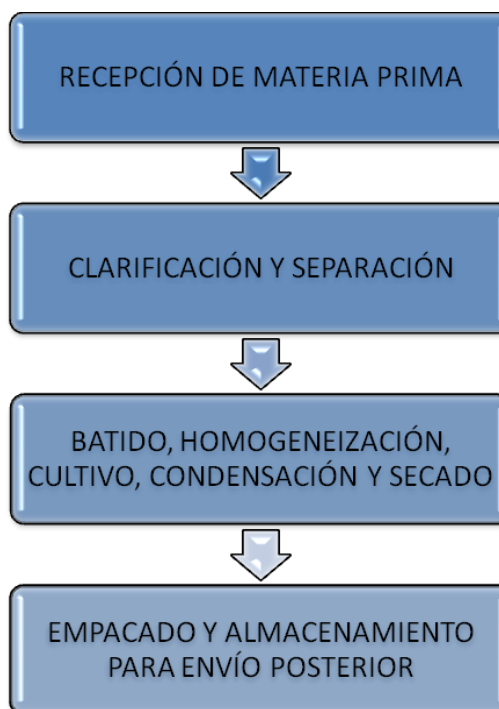 RECEPCIÓN DE MATERIA PRIMA
CLARIFICACIÓN Y SEPARACIÓN
BATIDO, HOMOGENEIZACIÓN,
CULTIVO, CONDENSACIÓN Y SECADO
EMPACADO Y ALMACENAMIENTO
PARA ENVÍO POSTERIOR